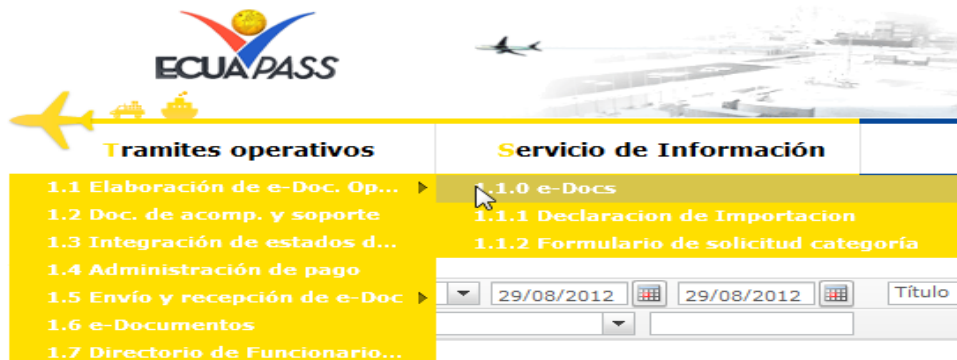 ECUAPASS
Tramites operativos
Servicio de Información
1.1 Elaboración de e-Doc. Op...
1.1.0 e-Docs
1.2 Doc. de acomp. y soporte
1.1.1 Declaracion de Importacion
1.3 Integración de estados d...
1.1.2 Formulario de solicitud categoría
1.4 Administración de pago
1.5 Envío y recepción de e-Doc
29/08/2012 29/08/2012 Título
1.6 e-Documentos
1.7 Directorio de Funcionario...